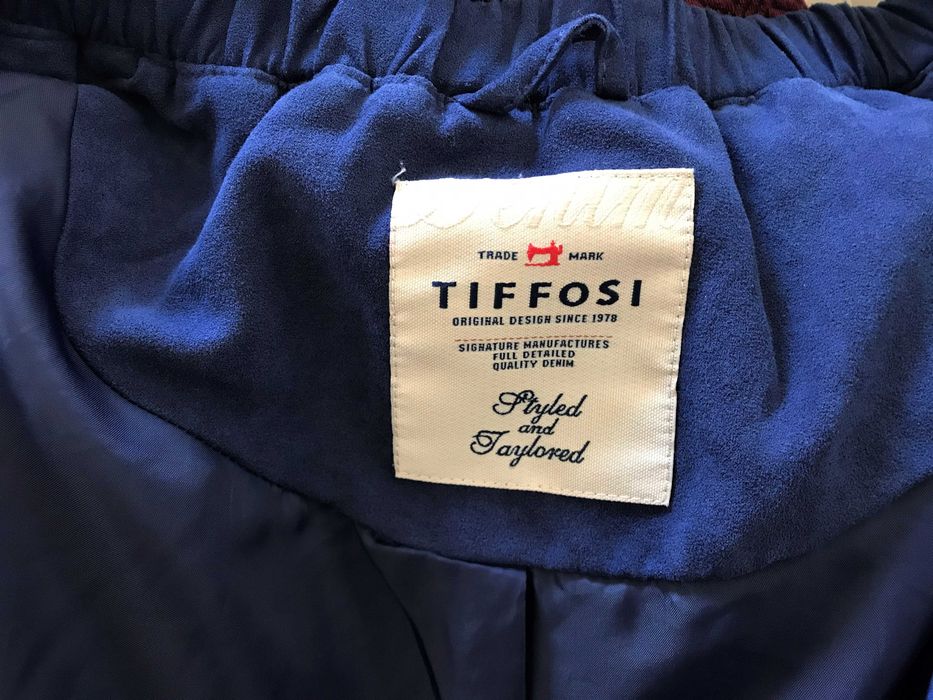 TRADE MARK
TIFFOSI
ORIGINAL DESIGN SINCE 1978
SIGNATURE MANUFACTURES
FULL DETAILED
QUALITY DENIM
Styled
and
Taylored